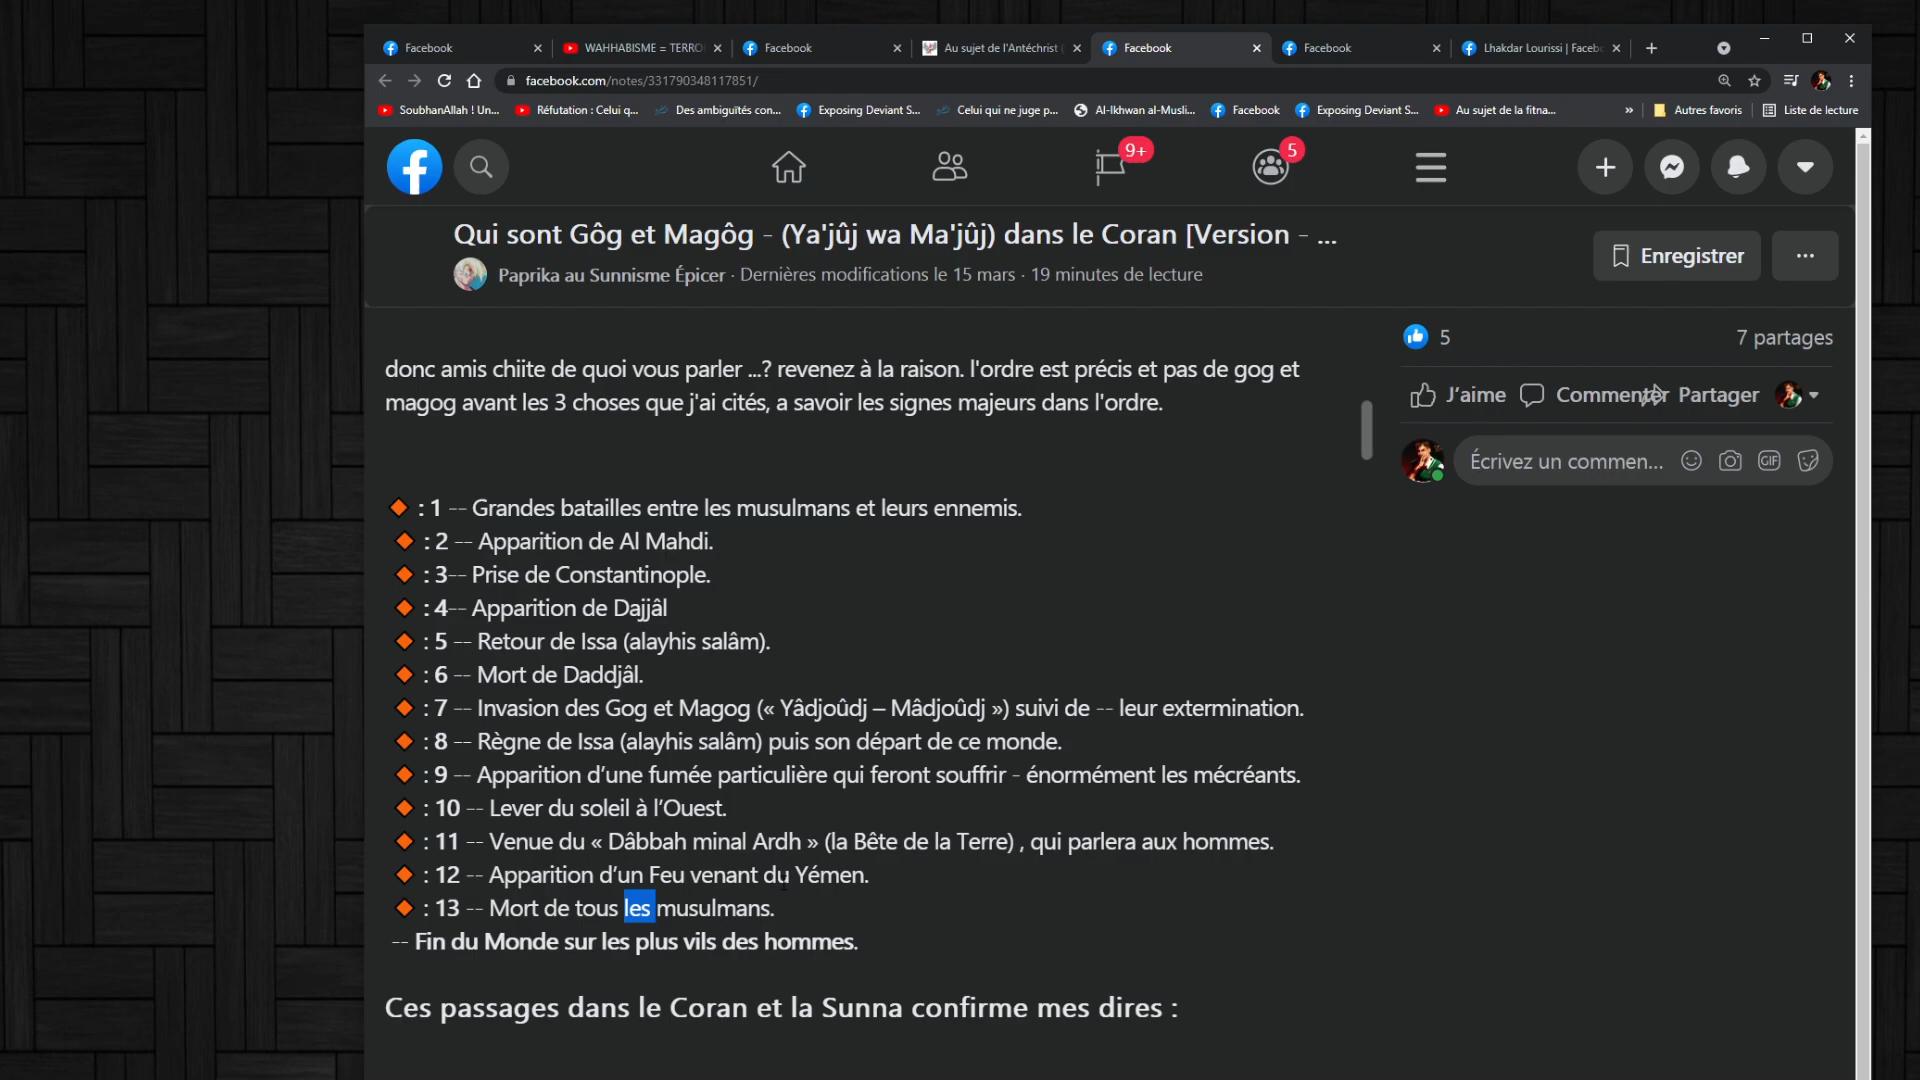 Facebook
WAHHABISME = TERRO
Facebook
Au sujet de l'Antéchrist
Facebook
Facebook
Lhakdar Lourissi | Faceb
facebook.com/notes/331790348117851/
SoubhanAllah ! Un...
Réfutation : Celui q...
Des ambiguïtés con...
Exposing Deviant S...
Celui qui ne juge p...
Al-Ikhwan al-Musli...
Facebook
Exposing Deviant S...
Au sujet de la fitna...
»
Autres favoris
Liste de lecture
9+
5
Qui sont Gôg et Magôg - (Ya'jûj wa Ma'jûj) dans le Coran [Version - ...
Paprika au Sunnisme Épicer · Dernières modifications le 15 mars · 19 minutes de lecture
Enregistrer
...
donc amis chiite de quoi vous parler ...? revenez à la raison. l'ordre est précis et pas de gog et
magog avant les 3 choses que j'ai cités, a savoir les signes majeurs dans l'ordre.
: 1 -- Grandes batailles entre les musulmans et leurs ennemis.
: 2 -- Apparition de Al Mahdi.
: 3-- Prise de Constantinople.
: 4-- Apparition de Dajjâl
: 5 -- Retour de Issa (alayhis salâm).
: 6 -- Mort de Daddjâl.
: 7 -- Invasion des Gog et Magog (« Yâdjoûdj – Mâdjoûdj ») suivi de -- leur extermination.
: 8 -- Règne de Issa (alayhis salâm) puis son départ de ce monde.
: 9 -- Apparition d’une fumée particulière qui feront souffrir - énormément les mécréants.
: 10 -- Lever du soleil à l’Ouest.
: 11 -- Venue du « Dâbbah minal Ardh » (la Bête de la Terre) , qui parlera aux hommes.
: 12 -- Apparition d’un Feu venant du Yémen.
: 13 -- Mort de tous les musulmans.
-- Fin du Monde sur les plus vils des hommes.
Ces passages dans le Coran et la Sunna confirme mes dires :
5
7 partages
J’aime
Commenter
Partager
Écrivez un commen...
GIF